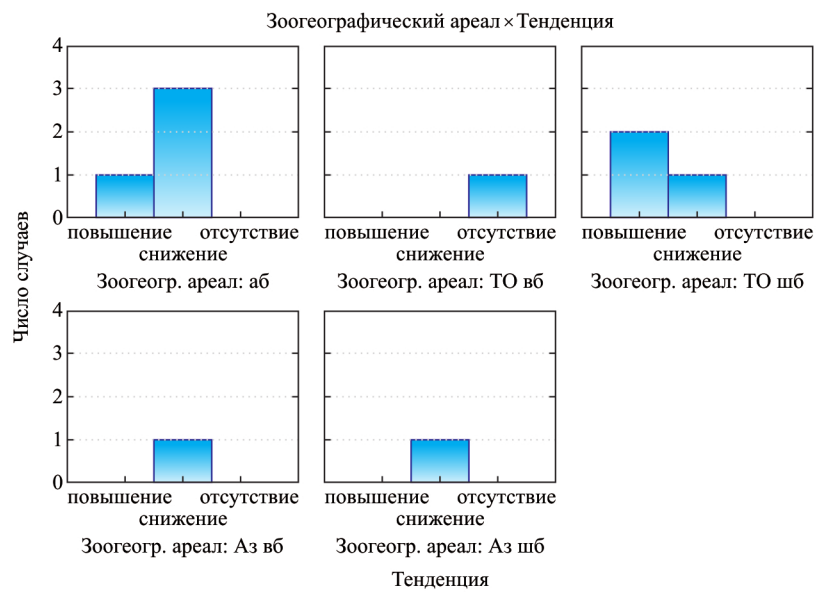 Зоогеографический ареал × Тенденция
Число случаев
4
3
2
1
0
повышение отсутствие
снижение
Зоогеогр. ареал: аб
повышение отсутствие
снижение
Зоогеогр. ареал: ТО вб
повышение отсутствие
снижение
Зоогеогр. ареал: ТО шб
4
3
2
1
0
повышение отсутствие
снижение
Зоогеогр. ареал: Аз вб
повышение отсутствие
снижение
Зоогеогр. ареал: Аз шб
Тенденция